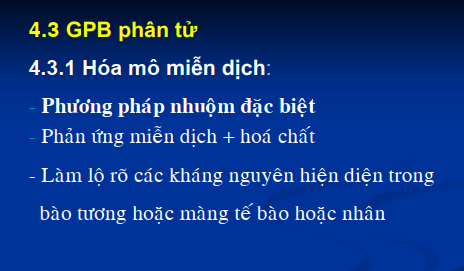 4.3 GPB phân tử
4.3.1 Hóa mô miễn dịch:
- Phương pháp nhuộm đặc biệt
- Phản ứng miễn dịch + hoá chất
- Làm lộ rõ các kháng nguyên hiện diện trong
bào tương hoặc màng tế bào hoặc nhân